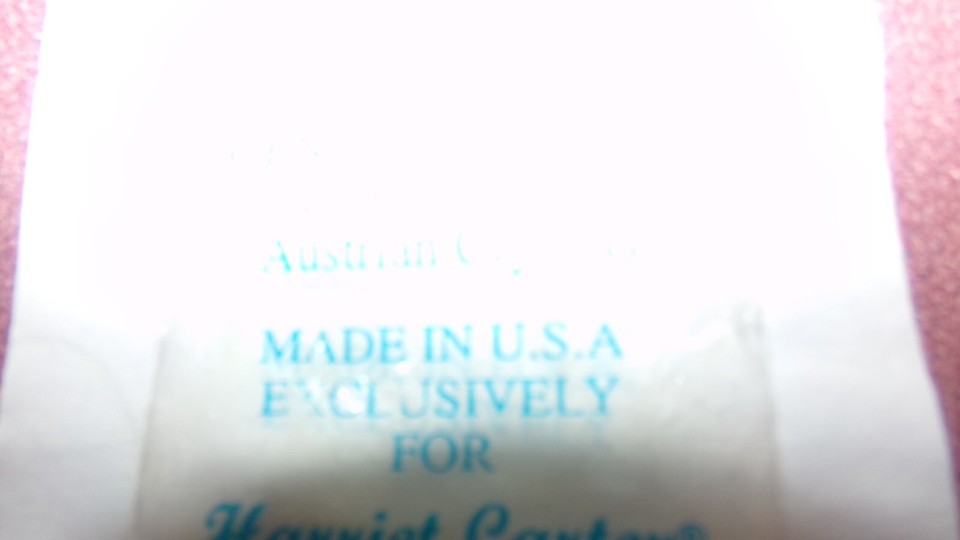 Austrian
MADE IN U.S.A
EXCLUSIVELY
FOR
Harriet Carter®